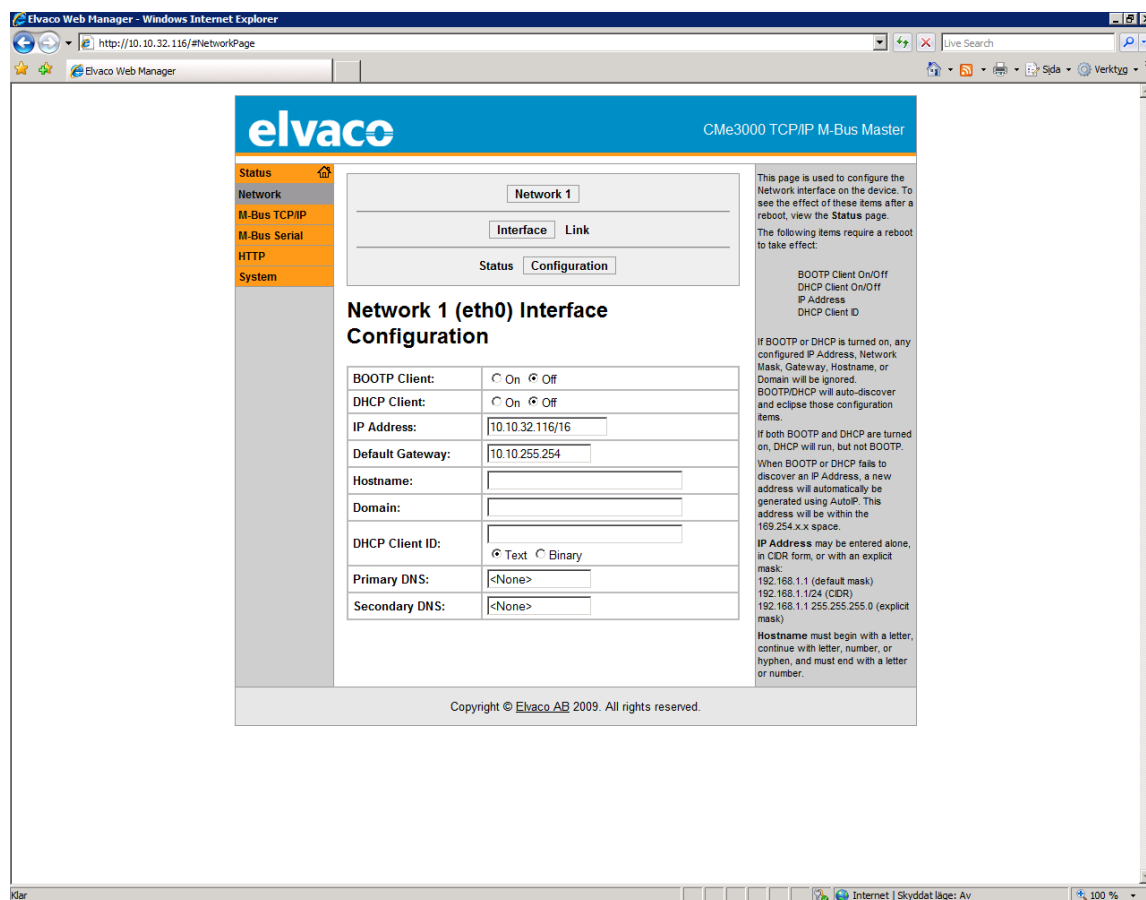 Elvaco Web Manager - Windows Internet Explorer
http://10.10.32.116/#NetworkPage
Live Search
Elvaco Web Manager
Sida
Verktyg
elvaco
CMe3000 TCP/IP M-Bus Master
Status
Network
M-Bus TCP/IP
M-Bus Serial
HTTP
System
Network 1
Interface Link
Status Configuration
Network 1 (eth0) Interface
Configuration
BOOTP Client: On Off
DHCP Client: On Off
IP Address: 10.10.32.116/16
Default Gateway: 10.10.255.254
Hostname:
Domain:
DHCP Client ID:
Text Binary
Primary DNS: <None>
Secondary DNS: <None>
This page is used to configure the
Network interface on the device. To
see the effect of these items after a
reboot, view the Status page.
The following items require a reboot
to take effect:
BOOTP Client On/Off
DHCP Client On/Off
IP Address
DHCP Client ID
If BOOTP or DHCP is turned on, any
configured IP Address, Network
Mask, Gateway, Hostname, or
Domain will be ignored.
BOOTP/DHCP will auto-discover
and eclipse those configuration
items.
If both BOOTP and DHCP are turned
on, DHCP will run, but not BOOTP.
When BOOTP or DHCP fails to
discover an IP Address, a new
address will automatically be
generated using AutoIP. This
address will be within the
169.254.x.x space.
IP Address may be entered alone,
in CIDR form, or with an explicit
mask:
192.168.1.1 (default mask)
192.168.1.1/24 (CIDR)
192.168.1.1 255.255.255.0 (explicit
mask)
Hostname must begin with a letter,
continue with letter, number, or
hyphen, and must end with a letter
or number.
Copyright © Elvaco AB 2009. All rights reserved.
Klar
Internet | Skyddat läge: Av
100 %